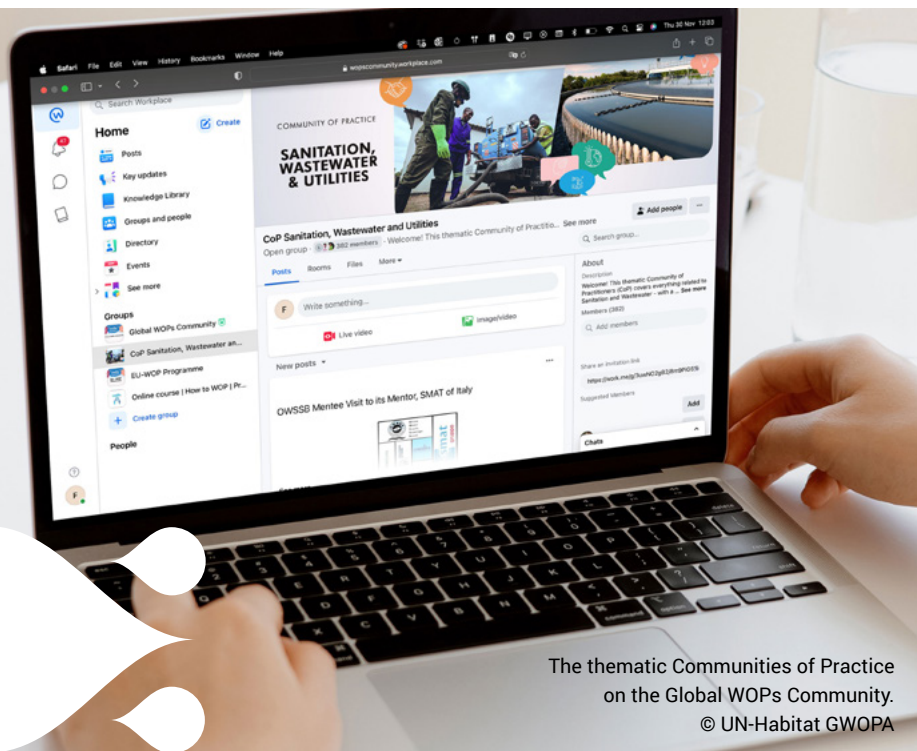 Safari File Edit View History Bookmarks Window Help
Thu 30 Nov 12:03
wopscommunity.workplace.com
Search Workplace
Home
Create
Posts
Key updates
Knowledge Library
Groups and people
Directory
Events
See more
Groups
Global WOPs Community
CoP Sanitation, Wastewater an...
EU-WOP Programme
Online course | How to WOP | Pr...
Create group
People
F
COMMUNITY OF PRACTICE
SANITATION,
WASTEWATER
& UTILITIES
CoP Sanitation, Wastewater and Utilities
Open group · 382 members · Welcome! This thematic Community of Practitio... See more
Posts Rooms Files More
F Write something...
Live video Image/video
New posts
OWSSB Mentee Visit to its Mentor, SMAT of Italy
smat
Add people
Search group...
About
Description
Welcome! This thematic Community of
Practitioners (CoP) covers everything related to
Sanitation and Wastewater - with a ... See more
Members (382)
Add members
Share an invitation link
Suggested Members
Add
Chats
delete
return
shift
command option
The thematic Communities of Practice
on the Global WOPs Community.
© UN-Habitat GWOPA